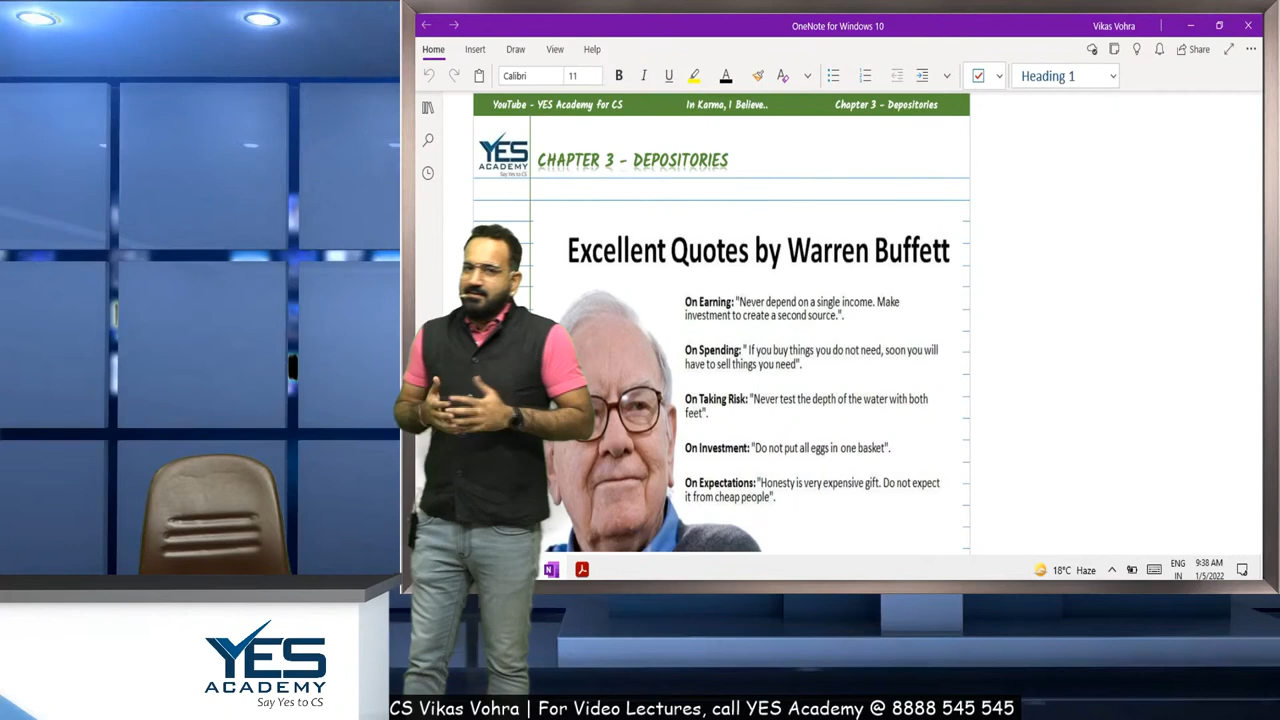 OneNote for Windows 10
Vikas Vohra
Home Insert Draw View Help
Share
Calibri 11 B I U A
Heading 1
YouTube - YES Academy for CS In Karma, I Believe.. Chapter 3 - Depositories
YES
ACADEMY
Say Yes to CS
CHAPTER 3 - DEPOSITORIES
Excellent Quotes by Warren Buffett
On Earning: "Never depend on a single income. Make
investment to create a second source.".
On Spending: " If you buy things you do not need, soon you will
have to sell things you need".
On Taking Risk: "Never test the depth of the water with both
feet".
On Investment: "Do not put all eggs in one basket".
On Expectations: "Honesty is very expensive gift. Do not expect
it from cheap people".
18°C Haze
ENG
IN
9:38 AM
1/5/2022
YES
ACADEMY
Say Yes to CS
CS Vikas Vohra | For Video Lectures, call YES Academy @ 8888 545 545